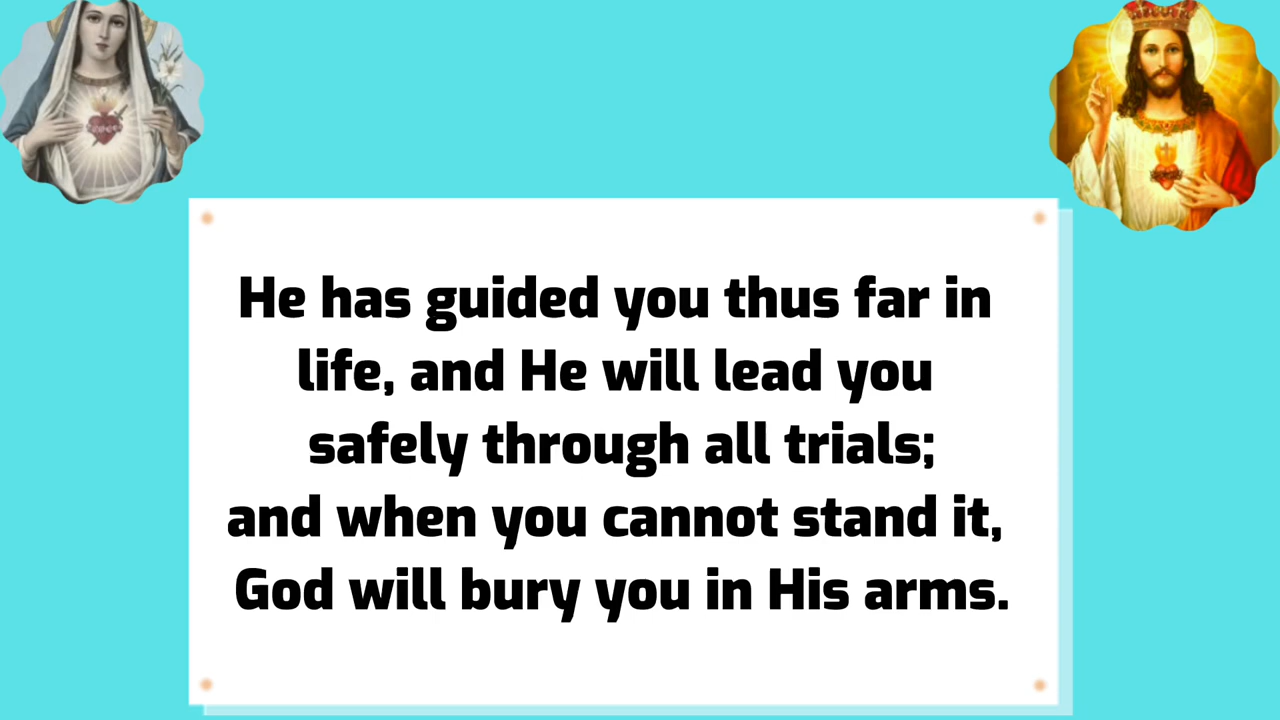 He has guided you thus far in
life, and He will lead you
safely through all trials;
and when you cannot stand it,
God will bury you in His arms.